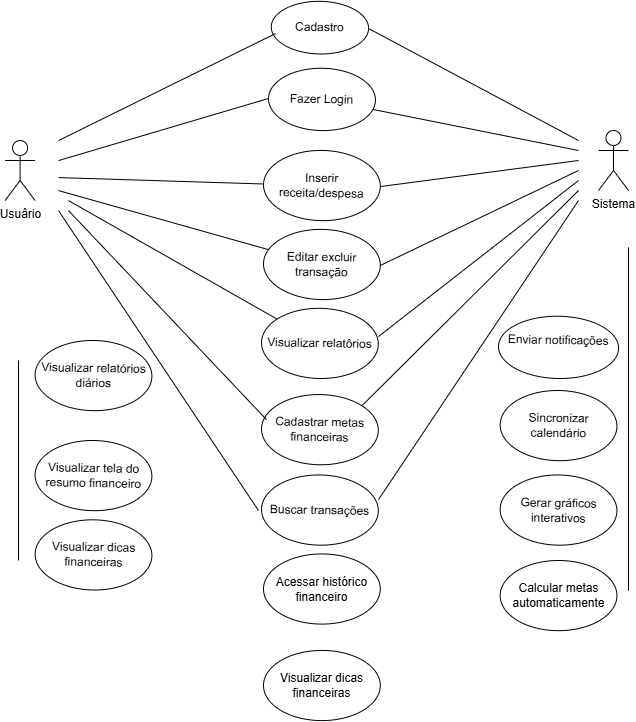 Cadastro
Fazer Login
Inserir
receita/despesa
Usuário
Sistema
Editar excluir
transação
Visualizar relatôrios
Enviar notificações
Visualizar relatórios
diários
Cadastrar metas
financeiras
Sincronizar
calendário
Visualizar tela do
resumo financeiro
Buscar transações
Gerar gráficos
interativos
Visualizar dicas
financeiras
Acessar histórico
financeiro
Calcular metas
automaticamente
Visualizar dicas
financeiras